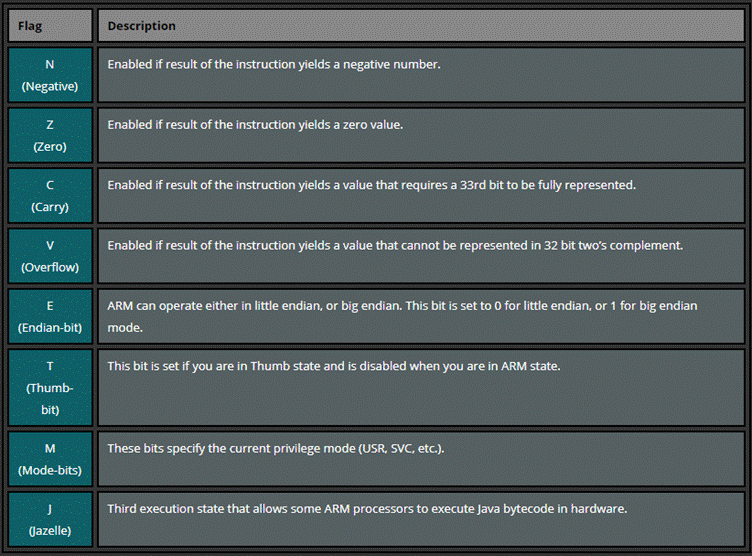 Flag Description
N
(Negative)
Enabled if result of the instruction yields a negative number.
Z
(Zero)
Enabled if result of the instruction yields a zero value.
C
(Carry)
Enabled if result of the instruction yields a value that requires a 33rd bit to be fully represented.
V
(Overflow)
Enabled if result of the instruction yields a value that cannot be represented in 32 bit two’s complement.
E
(Endian-bit)
ARM can operate either in little endian, or big endian. This bit is set to 0 for little endian, or 1 for big endian
mode.
T
(Thumb-
bit)
This bit is set if you are in Thumb state and is disabled when you are in ARM state.
M
(Mode-bits)
These bits specify the current privilege mode (USR, SVC, etc.).
J
(Jazelle)
Third execution state that allows some ARM processors to execute Java bytecode in hardware.